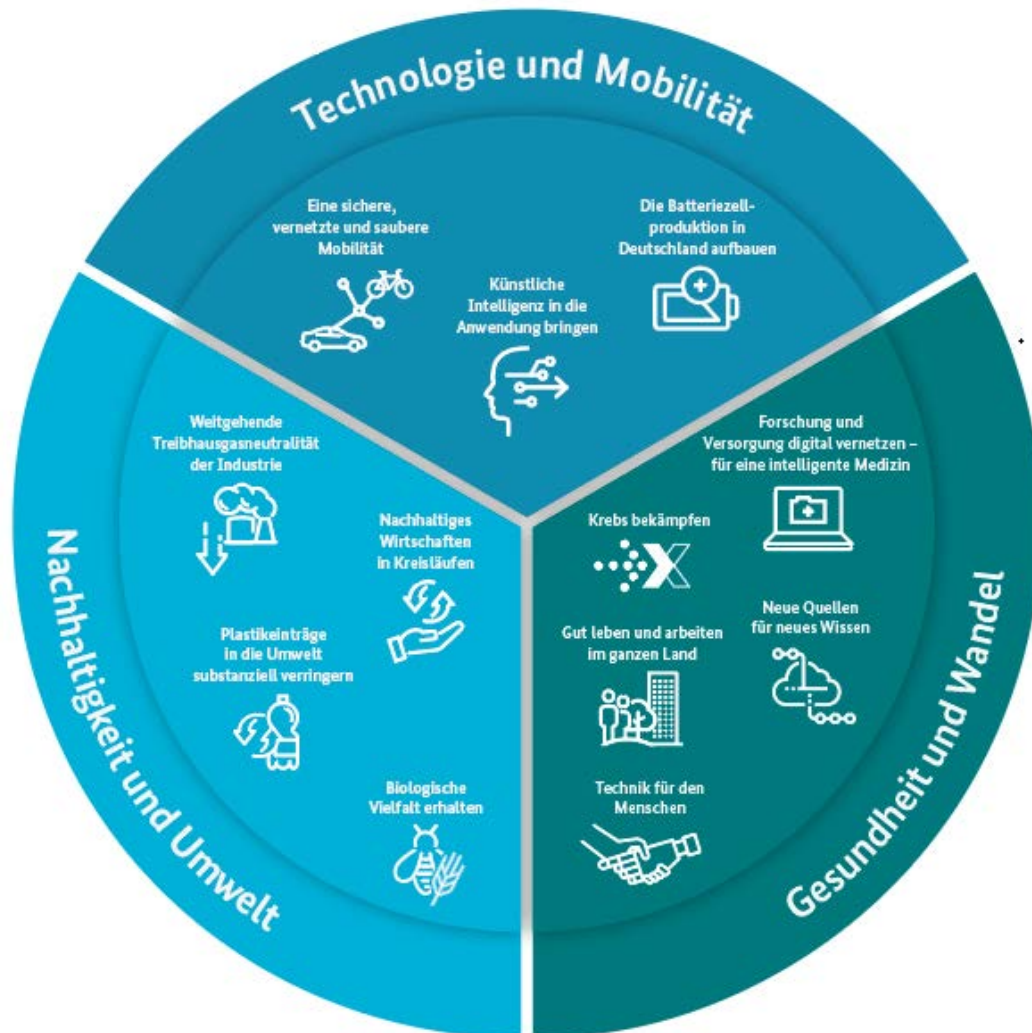 Technologie und Mobilität
Eine sichere,
vernetzte und saubere
Mobilität
Künstliche
Intelligenz in die
Anwendung bringen
Die Batteriezell-
produktion in
Deutschland aufbauen
Nachhaltigkeit und Umwelt
Weitgehende
Treibhausgasneutralität
der Industrie
Nachhaltiges
Wirtschaften
in Kreisläufen
Plastikeinträge
in die Umwelt
substanziell verringern
Biologische
Vielfalt erhalten
Gesundheit und Wandel
Forschung und
Versorgung digital vernetzen –
für eine intelligente Medizin
Krebs bekämpfen
Neue Quellen
für neues Wissen
Gut leben und arbeiten
im ganzen Land
Technik für den
Menschen